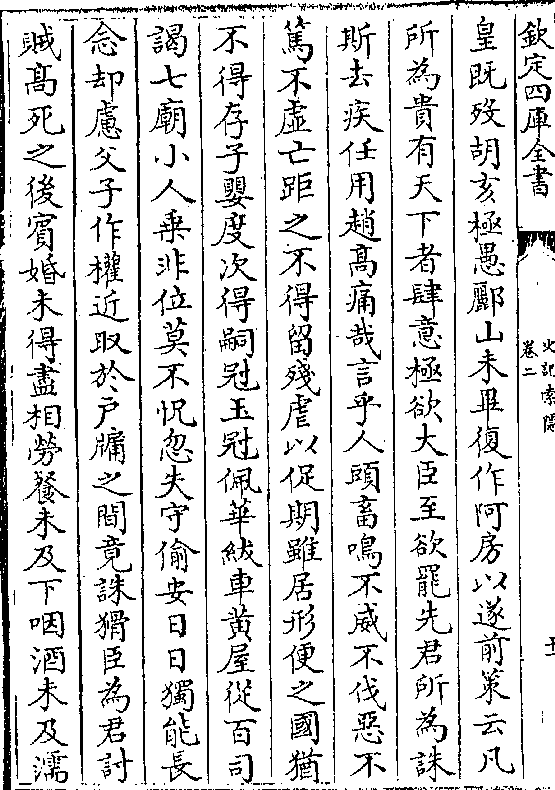 欽定四庫全書
史記索隱
卷二
皇既歿胡亥極愚酈山未畢復作阿房以遂前策云凡
所為貴有天下者肆意極欲大臣至欲罷先君所為誅
斯去疾任用趙髙痛哉言乎人頭畜鳴不威不伐惡不
篤不虛亡距之不得留殘虐以促期雖居形便之國猶
不得存子嬰度次得嗣冠玉冠佩華紱車黄屋從百司
謁七廟小人乗非位莫不怳忽失守偷安日日獨能長
念却慮父子作權近取於戶牖之間竟誅猾臣為君討
賊髙死之後賓婚未得盡相勞餐未及下咽酒未及濡